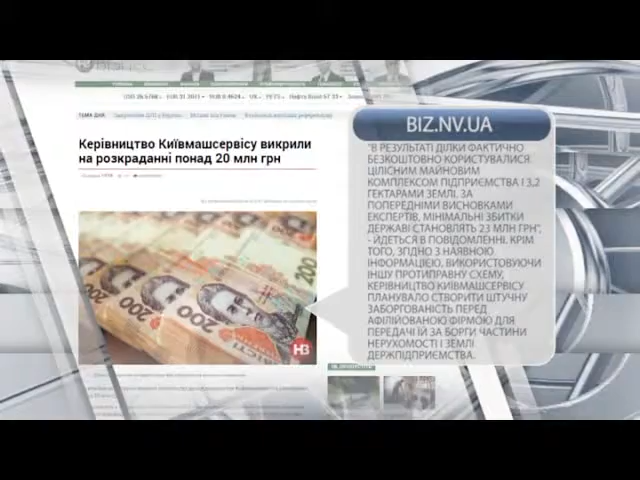 ТЕМА ДНЯ
Керівництво Київмашсервісу викрили
на розкраданні понад 20 млн грн
200
200
200
НВ
BIZ.NV.UA
"В РЕЗУЛЬТАТІ ДІЛКИ ФАКТИЧНО
БЕЗКОШТОВНО КОРИСТУВАЛИСЯ
ЦІЛІСНИМ МАЙНОВИМ
КОМПЛЕКСОМ ПІДПРИЄМСТВА І 3,2
ГЕКТАРАМИ ЗЕМЛІ. ЗА
ПОПЕРЕДНІМИ ВИСНОВКАМИ
ЕКСПЕРТІВ, МІНІМАЛЬНІ ЗБИТКИ
ДЕРЖАВІ СТАНОВЛЯТЬ 23 МЛН ГРН",
- ЙДЕТЬСЯ В ПОВІДОМЛЕННІ. КРІМ
ТОГО, ЗГІДНО З НАЯВНОЮ
ІНФОРМАЦІЄЮ, ВИКОРИСТОВУЮЧИ
ІНШУ ПРОТИПРАВНУ СХЕМУ,
КЕРІВНИЦТВО КИЇВМАШСЕРВІСУ
ПЛАНУВАЛО СТВОРИТИ ШТУЧНУ
ЗАБОРГОВАНІСТЬ ПЕРЕД
АФІЛІЙОВАНОЮ ФІРМОЮ ДЛЯ
ПЕРЕДАЧІ ЇЙ ЗА БОРГИ ЧАСТИНИ
НЕРУХОМОСТІ І ЗЕМЛІ
ДЕРЖПІДПРИЄМСТВА.